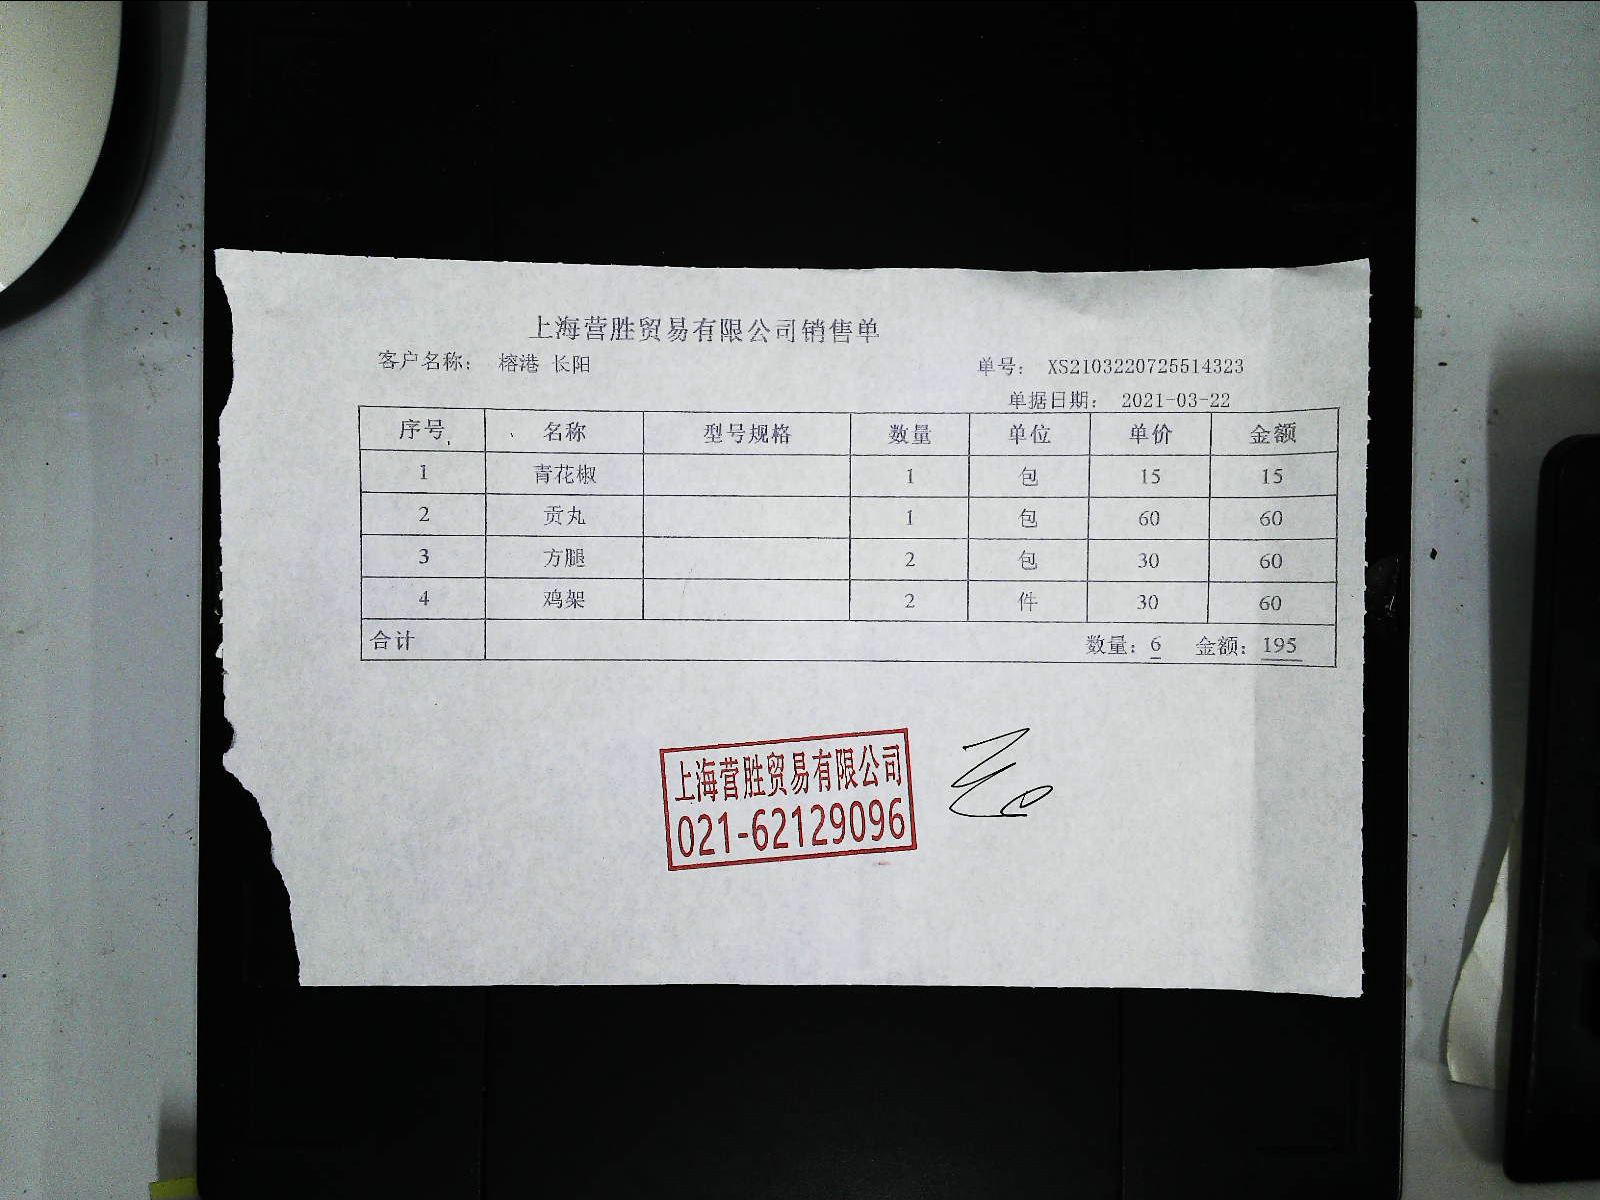 上海营胜贸易有限公司销售单
客户名称： 榕港 长阳 单号： XS2103220725514323
单据日期： 2021-03-22
序号 名称 型号规格 数量 单位 单价 金额
1 青花椒 1 包 15 15
2 贡丸 1 包 60 60
3 方腿 2 包 30 60
4 鸡架 2 件 30 60
合计 数量：6 金额：195
上海营胜贸易有限公司
021-62129096